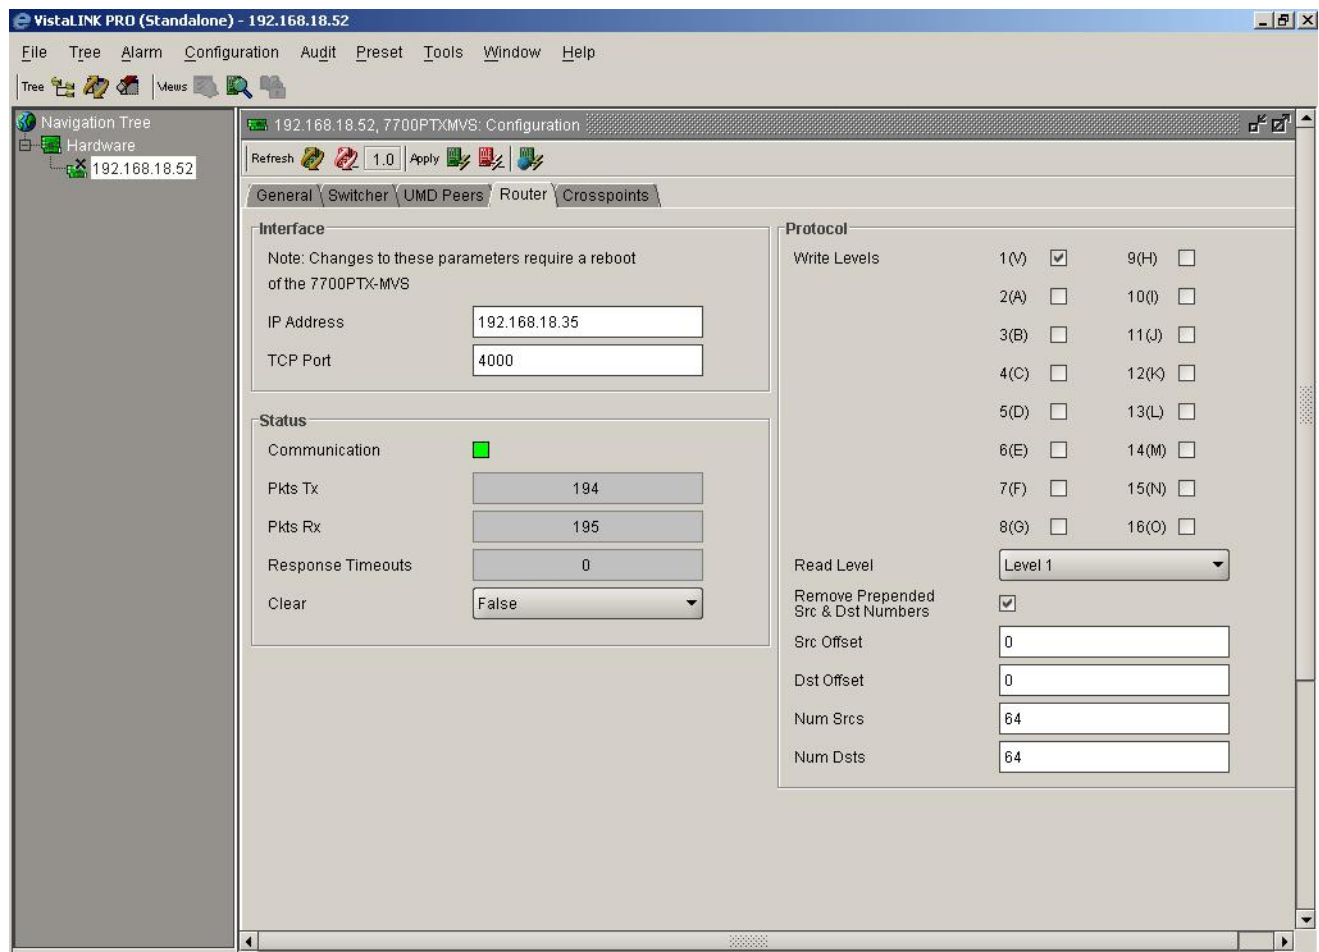 VistaLINK PRO (Standalone) - 192.168.18.52
File Tree Alarm Configuration Audit Preset Tools Window Help
Tree Views
Navigation Tree
Hardware
192.168.18.52
192.168.18.52, 7700PTXMVS: Configuration
Refresh 1.0 Apply
General Switcher UMD Peers Router Crosspoints
Interface
Note: Changes to these parameters require a reboot
of the 7700PTX-MVS
IP Address 192.168.18.35
TCP Port 4000
Status
Communication
Pkts Tx 194
Pkts Rx 195
Response Timeouts 0
Clear False
Protocol
Write Levels 1(V) 9(H)
2(A) 10(I)
3(B) 11(J)
4(C) 12(K)
5(D) 13(L)
6(E) 14(M)
7(F) 15(N)
8(G) 16(O)
Read Level Level 1
Remove Prepended
Src & Dst Numbers
Src Offset 0
Dst Offset 0
Num Srcs 64
Num Dsts 64